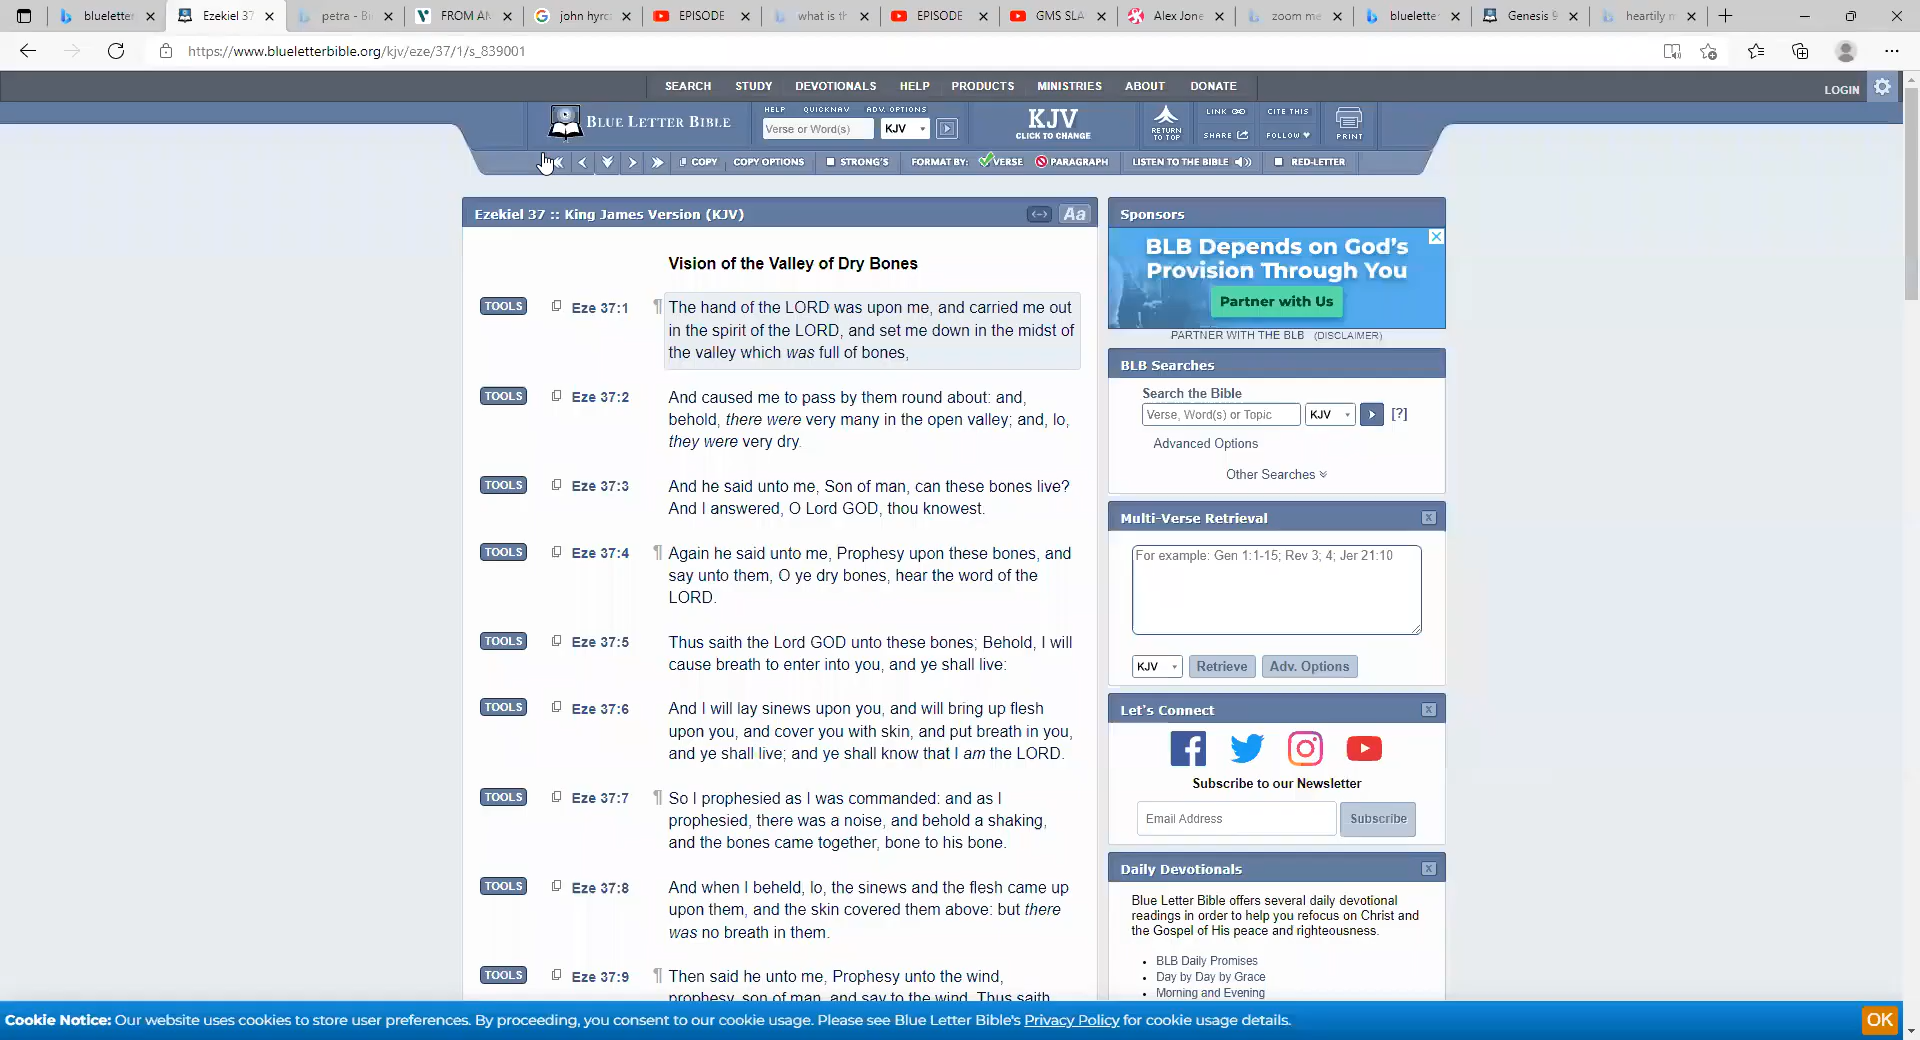 blueletter
Ezekiel 37
petra - Bi
FROM AN
john hyrc
EPISODE
what is th
EPISODE
GMS SLA
Alex Jone
zoom me
blueletter
Genesis 9
heartily m
https://www.blueletterbible.org/kjv/eze/37/1/s_839001
SEARCH STUDY DEVOTIONALS HELP PRODUCTS MINISTRIES ABOUT DONATE
LOGIN
BLUE LETTER BIBLE
HELP QUICKNAV ADV. OPTIONS
Verse or Word(s) KJV
KJV
CLICK TO CHANGE
RETURN
TO TOP
LINK CITE THIS
SHARE FOLLOW
PRINT
COPY COPY OPTIONS STRONG'S FORMAT BY: VERSE PARAGRAPH LISTEN TO THE BIBLE RED-LETTER
Ezekiel 37 :: King James Version (KJV)
Aa
Vision of the Valley of Dry Bones
TOOLS Eze 37:1 ¶ The hand of the LORD was upon me, and carried me out
in the spirit of the LORD, and set me down in the midst of
the valley which was full of bones,
TOOLS Eze 37:2 And caused me to pass by them round about: and,
behold, there were very many in the open valley; and, lo,
they were very dry.
TOOLS Eze 37:3 And he said unto me, Son of man, can these bones live?
And I answered, O Lord GOD, thou knowest.
TOOLS Eze 37:4 ¶ Again he said unto me, Prophesy upon these bones, and
say unto them, O ye dry bones, hear the word of the
LORD.
TOOLS Eze 37:5 Thus saith the Lord GOD unto these bones; Behold, I will
cause breath to enter into you, and ye shall live:
TOOLS Eze 37:6 And I will lay sinews upon you, and will bring up flesh
upon you, and cover you with skin, and put breath in you,
and ye shall live; and ye shall know that I am the LORD.
TOOLS Eze 37:7 ¶ So I prophesied as I was commanded: and as I
prophesied, there was a noise, and behold a shaking,
and the bones came together, bone to his bone.
TOOLS Eze 37:8 And when I beheld, lo, the sinews and the flesh came up
upon them, and the skin covered them above: but there
was no breath in them.
TOOLS Eze 37:9 ¶ Then said he unto me, Prophesy unto the wind,
prophesy, son of man, and say to the wind, Thus saith
Sponsors
BLB Depends on God's
Provision Through You
Partner with Us
PARTNER WITH THE BLB (DISCLAIMER)
BLB Searches
Search the Bible
Verse, Word(s) or Topic KJV [?]
Advanced Options
Other Searches
Multi-Verse Retrieval
For example: Gen 1:1-15; Rev 3; 4; Jer 21:10
KJV Retrieve Adv. Options
Let's Connect
Subscribe to our Newsletter
Email Address Subscribe
Daily Devotionals
Blue Letter Bible offers several daily devotional
readings in order to help you refocus on Christ and
the Gospel of His peace and righteousness.
• BLB Daily Promises
• Day by Day by Grace
• Morning and Evening
Cookie Notice: Our website uses cookies to store user preferences. By proceeding, you consent to our cookie usage. Please see Blue Letter Bible's Privacy Policy for cookie usage details.
OK